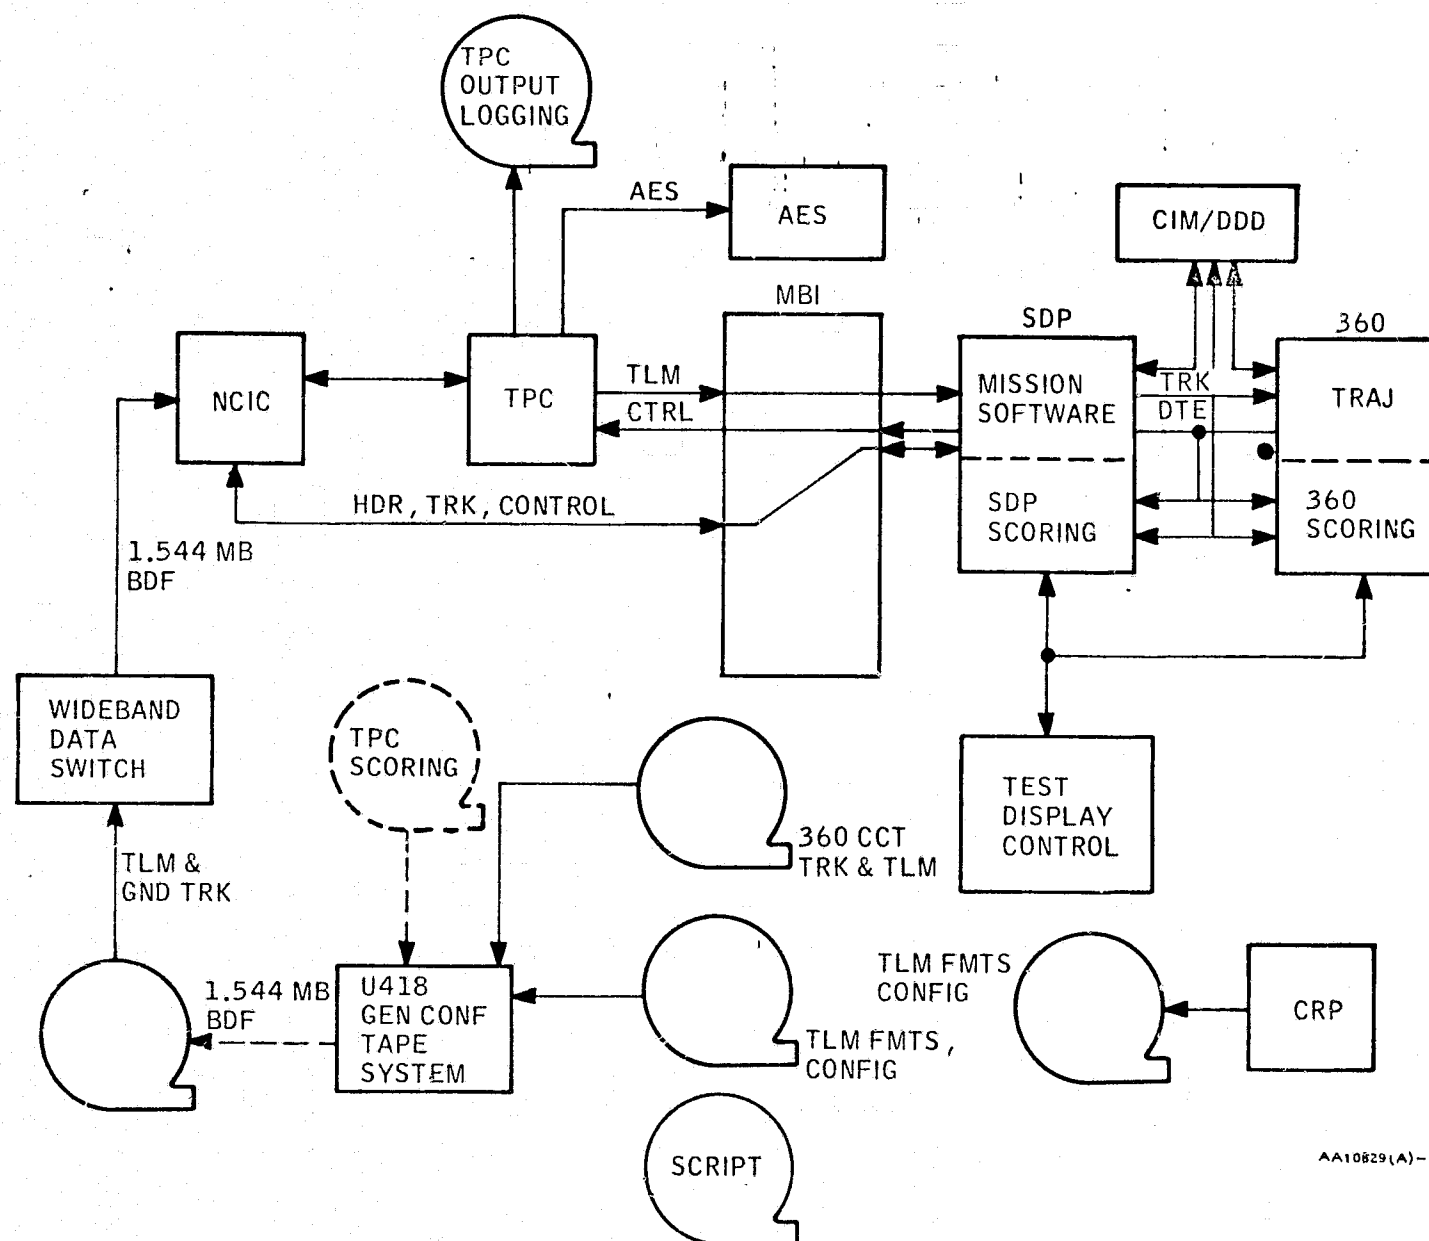 TPC
OUTPUT
LOGGING
AES
AES
CIM/DDD
MBI
SDP
360
NCIC
TPC
TLM
CTRL
MISSION
SOFTWARE
TRK
DTE
TRAJ
HDR, TRK, CONTROL
SDP
SCORING
360
SCORING
1.544 MB
BDF
WIDEBAND
DATA
SWITCH
TPC
SCORING
TEST
DISPLAY
CONTROL
360 CCT
TRK & TLM
TLM &
GND TRK
1.544 MB
BDF
U418
GEN CONF
TAPE
SYSTEM
TLM FMTS,
CONFIG
TLM FMTS
CONFIG
CRP
SCRIPT
AA10829(A)-